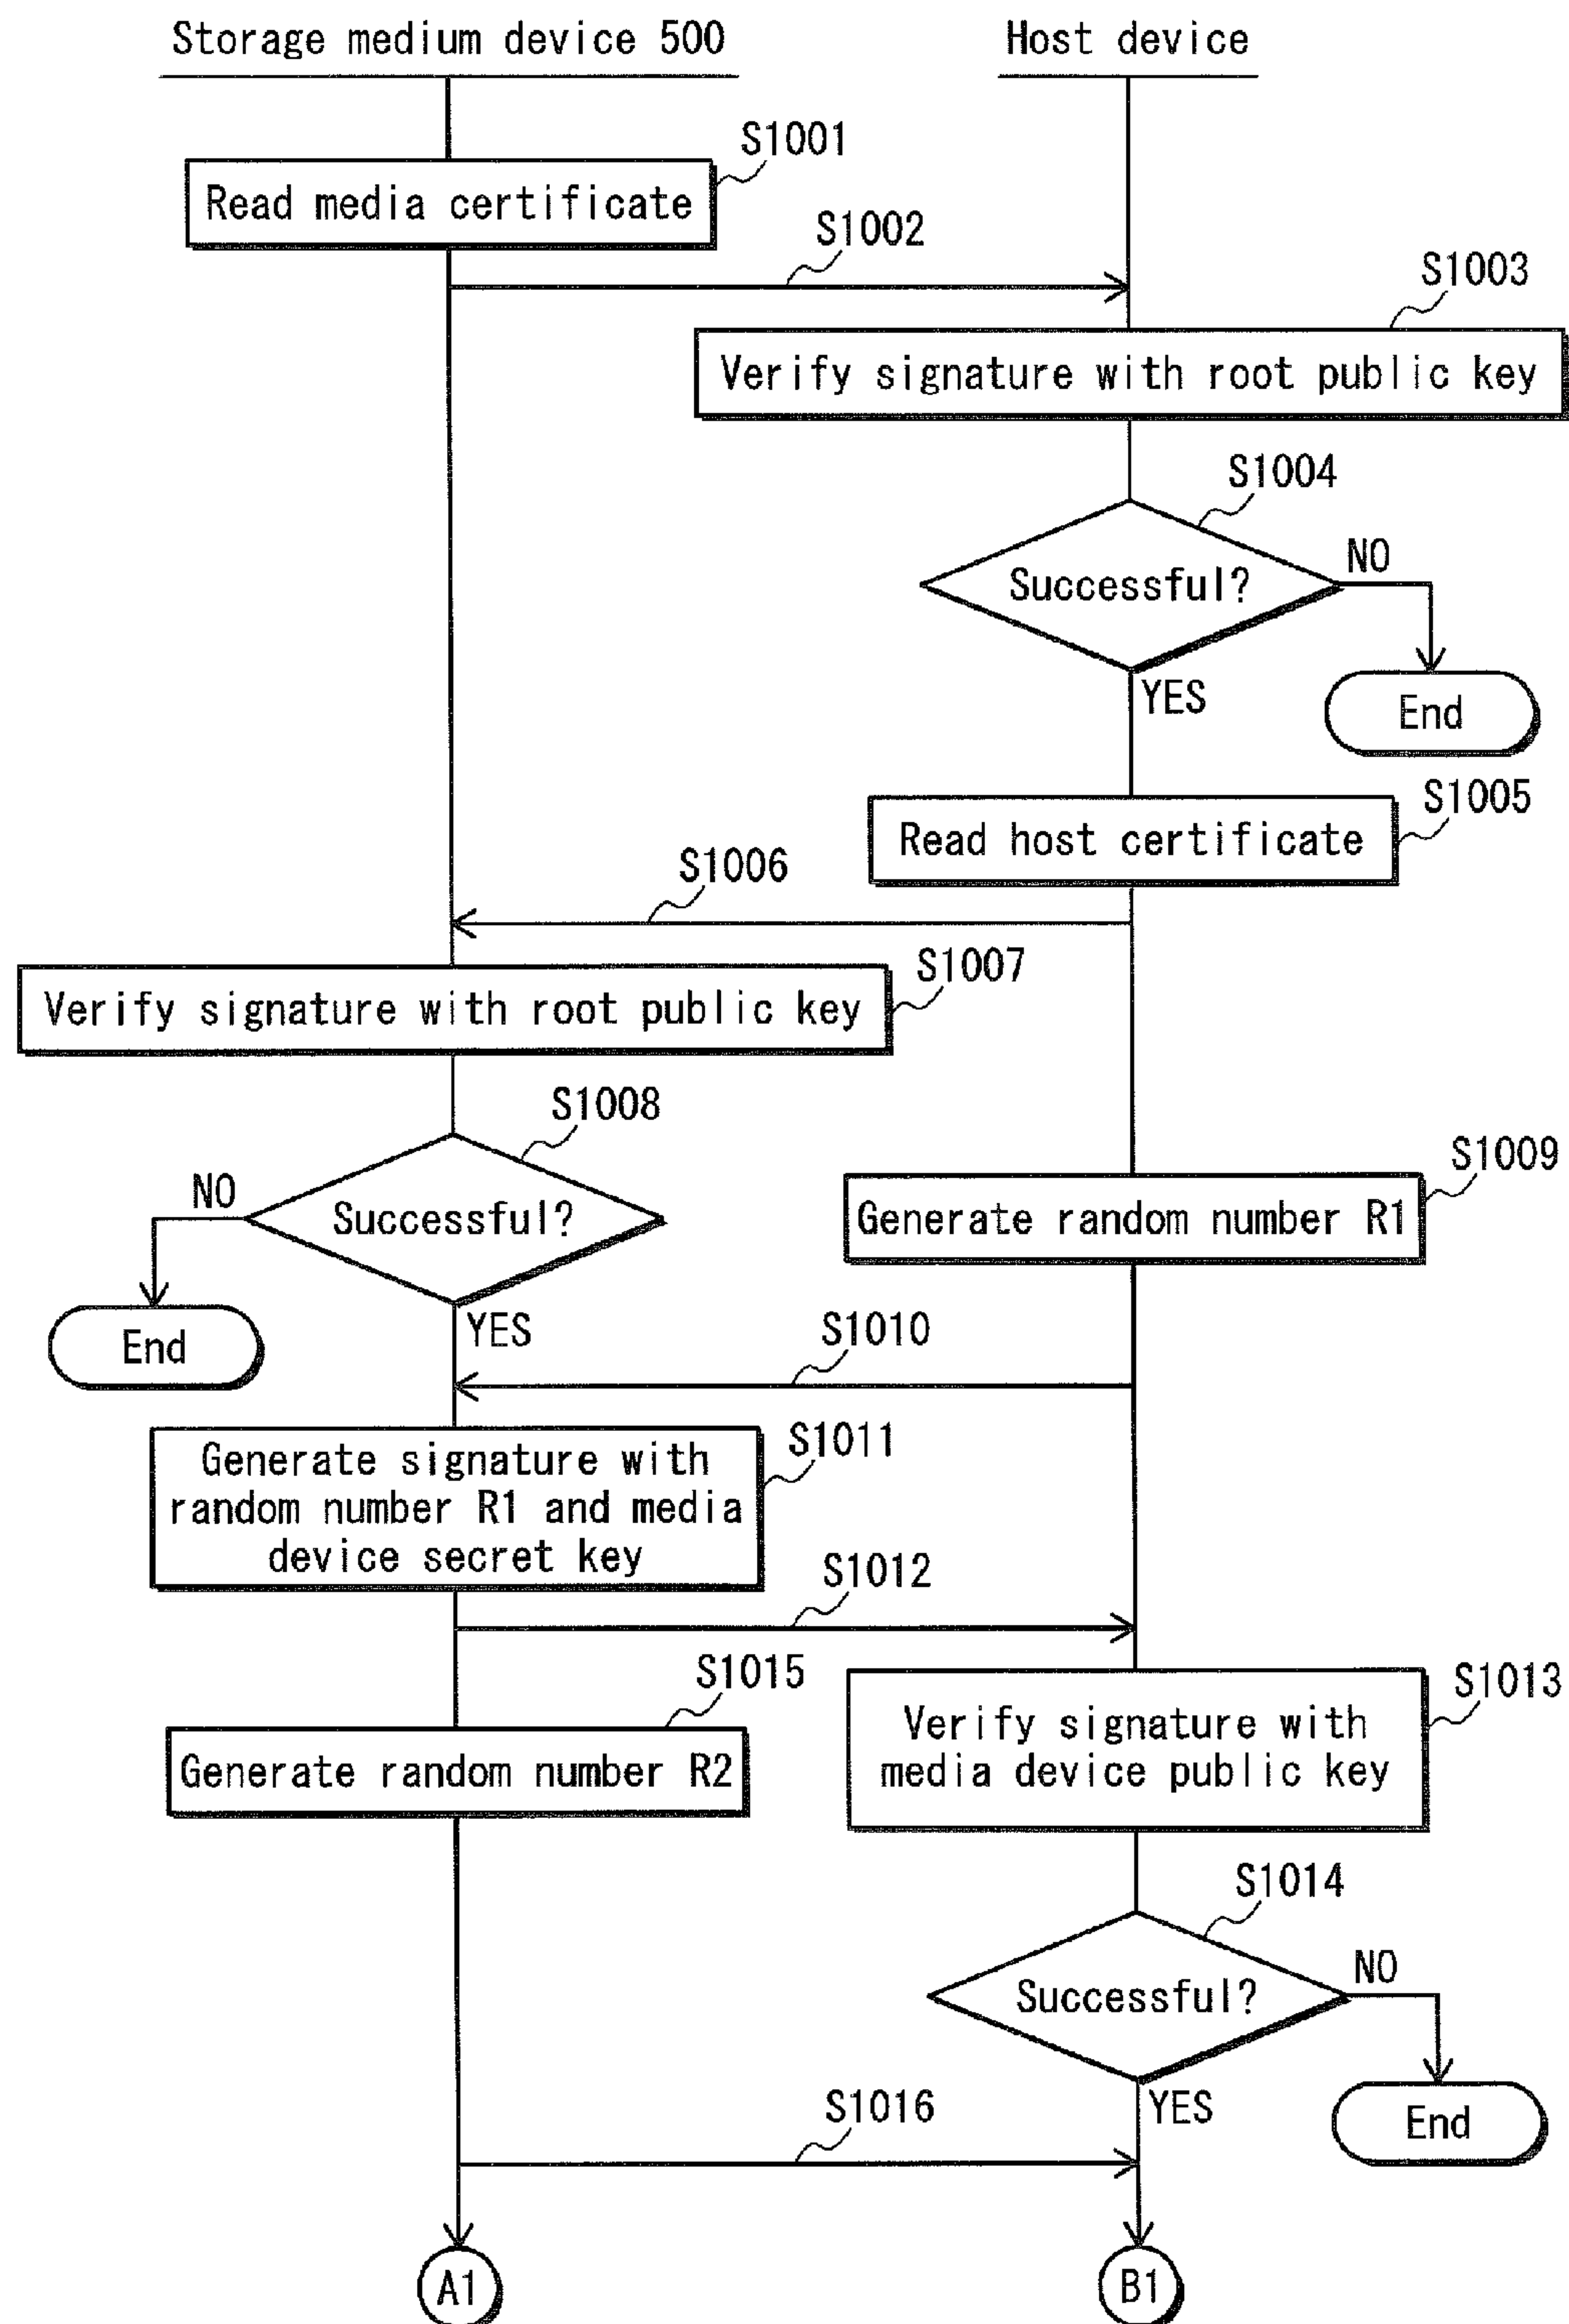 Storage medium device 500
Host device
S1001
Read media certificate
S1002
S1003
Verify signature with root public key
S1004
Successful?
NO
YES
End
S1005
Read host certificate
S1006
S1007
Verify signature with root public key
S1008
Successful?
NO
YES
End
S1009
Generate random number R1
S1010
S1011
Generate signature with
random number R1 and media
device secret key
S1012
S1015
Generate random number R2
S1013
Verify signature with
media device public key
S1014
Successful?
NO
YES
End
S1016
A1
B1